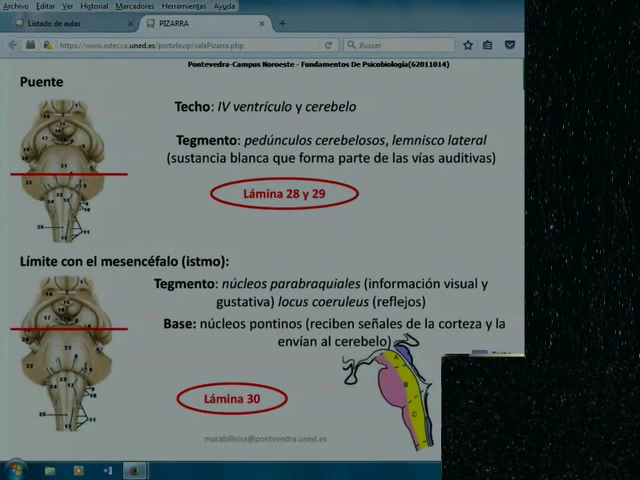 Archivo Editar Ver Historial Marcadores Herramientas Ayuda
Listado de aulas
PIZARRA
https://www.intecca.uned.es/portalavip/salaPizarra.php
Buscar
Pontevedra-Campus Noroeste - Fundamentos De Psicobiología(62011014)
Puente
Techo: IV ventrículo y cerebelo
Tegmento: pedúnculos cerebelosos, lemnisco lateral
(sustancia blanca que forma parte de las vías auditivas)
Lámina 28 y 29
Límite con el mesencéfalo (istmo):
Tegmento: núcleos parabraquiales (información visual y
gustativa) locus caeruleus (reflejos)
Base: núcleos pontinos (reciben señales de la corteza y la
envían al cerebelo)
A
B
C
Lámina 30
marabilleira@pontevedra.uned.es